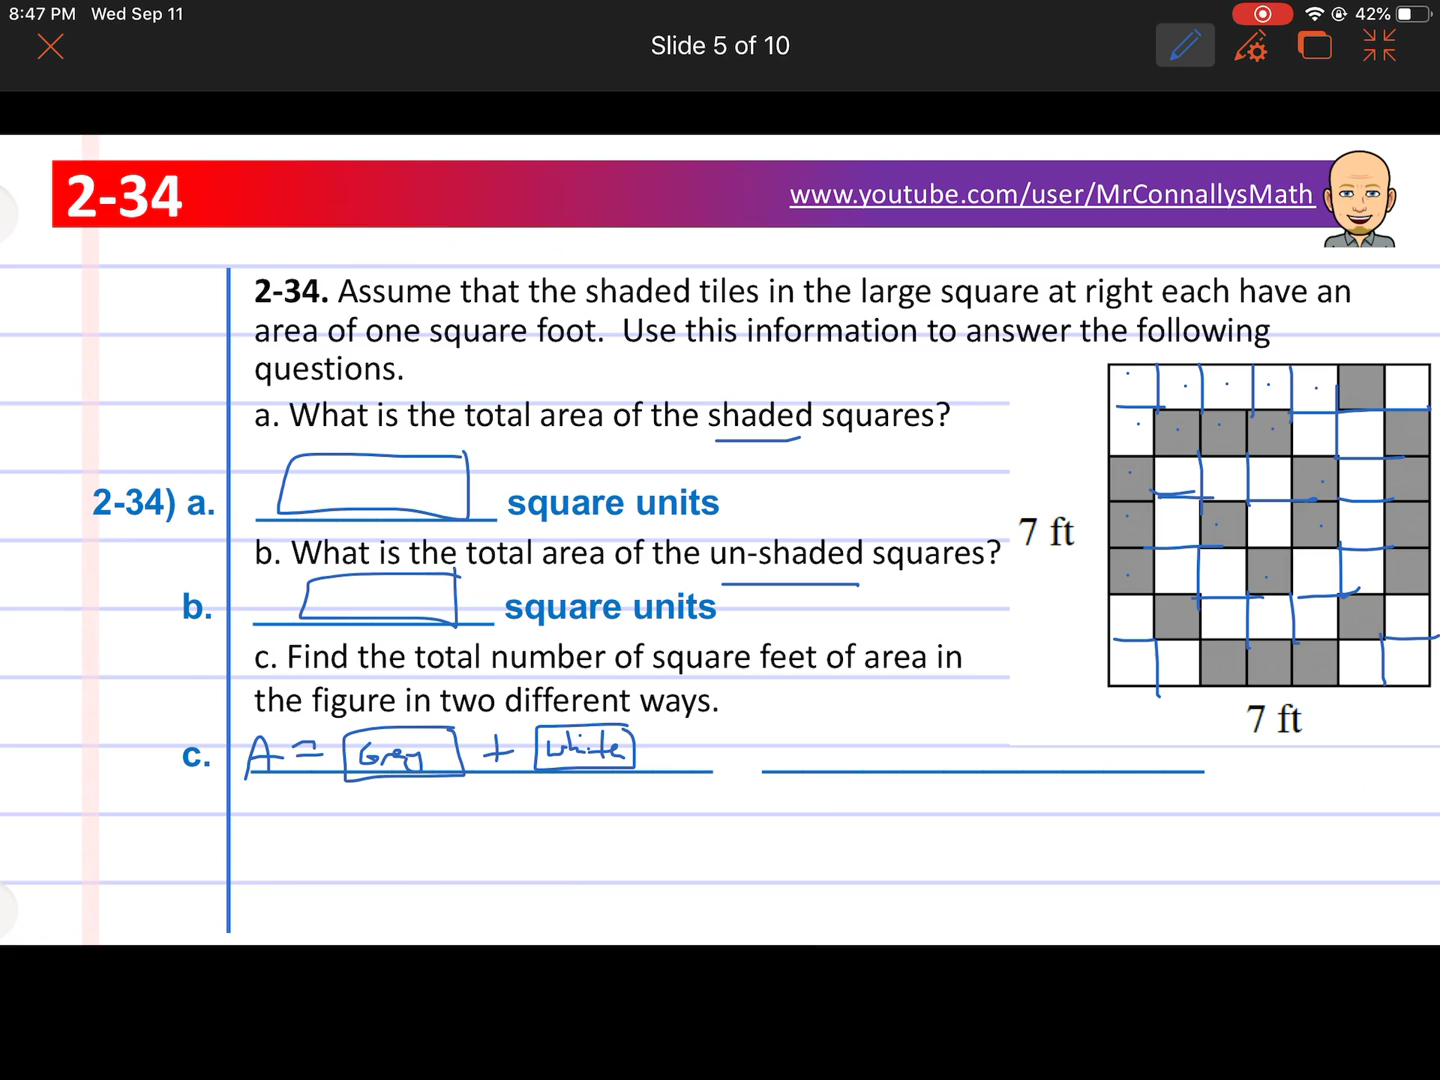 8:47 PM Wed Sep 11
42%
Slide 5 of 10
2-34
www.youtube.com/user/MrConnallysMath
2-34. Assume that the shaded tiles in the large square at right each have an
area of one square foot. Use this information to answer the following
questions.
a. What is the total area of the shaded squares?
2-34) a. square units
b. What is the total area of the un-shaded squares?
b. square units
c. Find the total number of square feet of area in
the figure in two different ways.
c. A = Grey + white
7 ft
7 ft